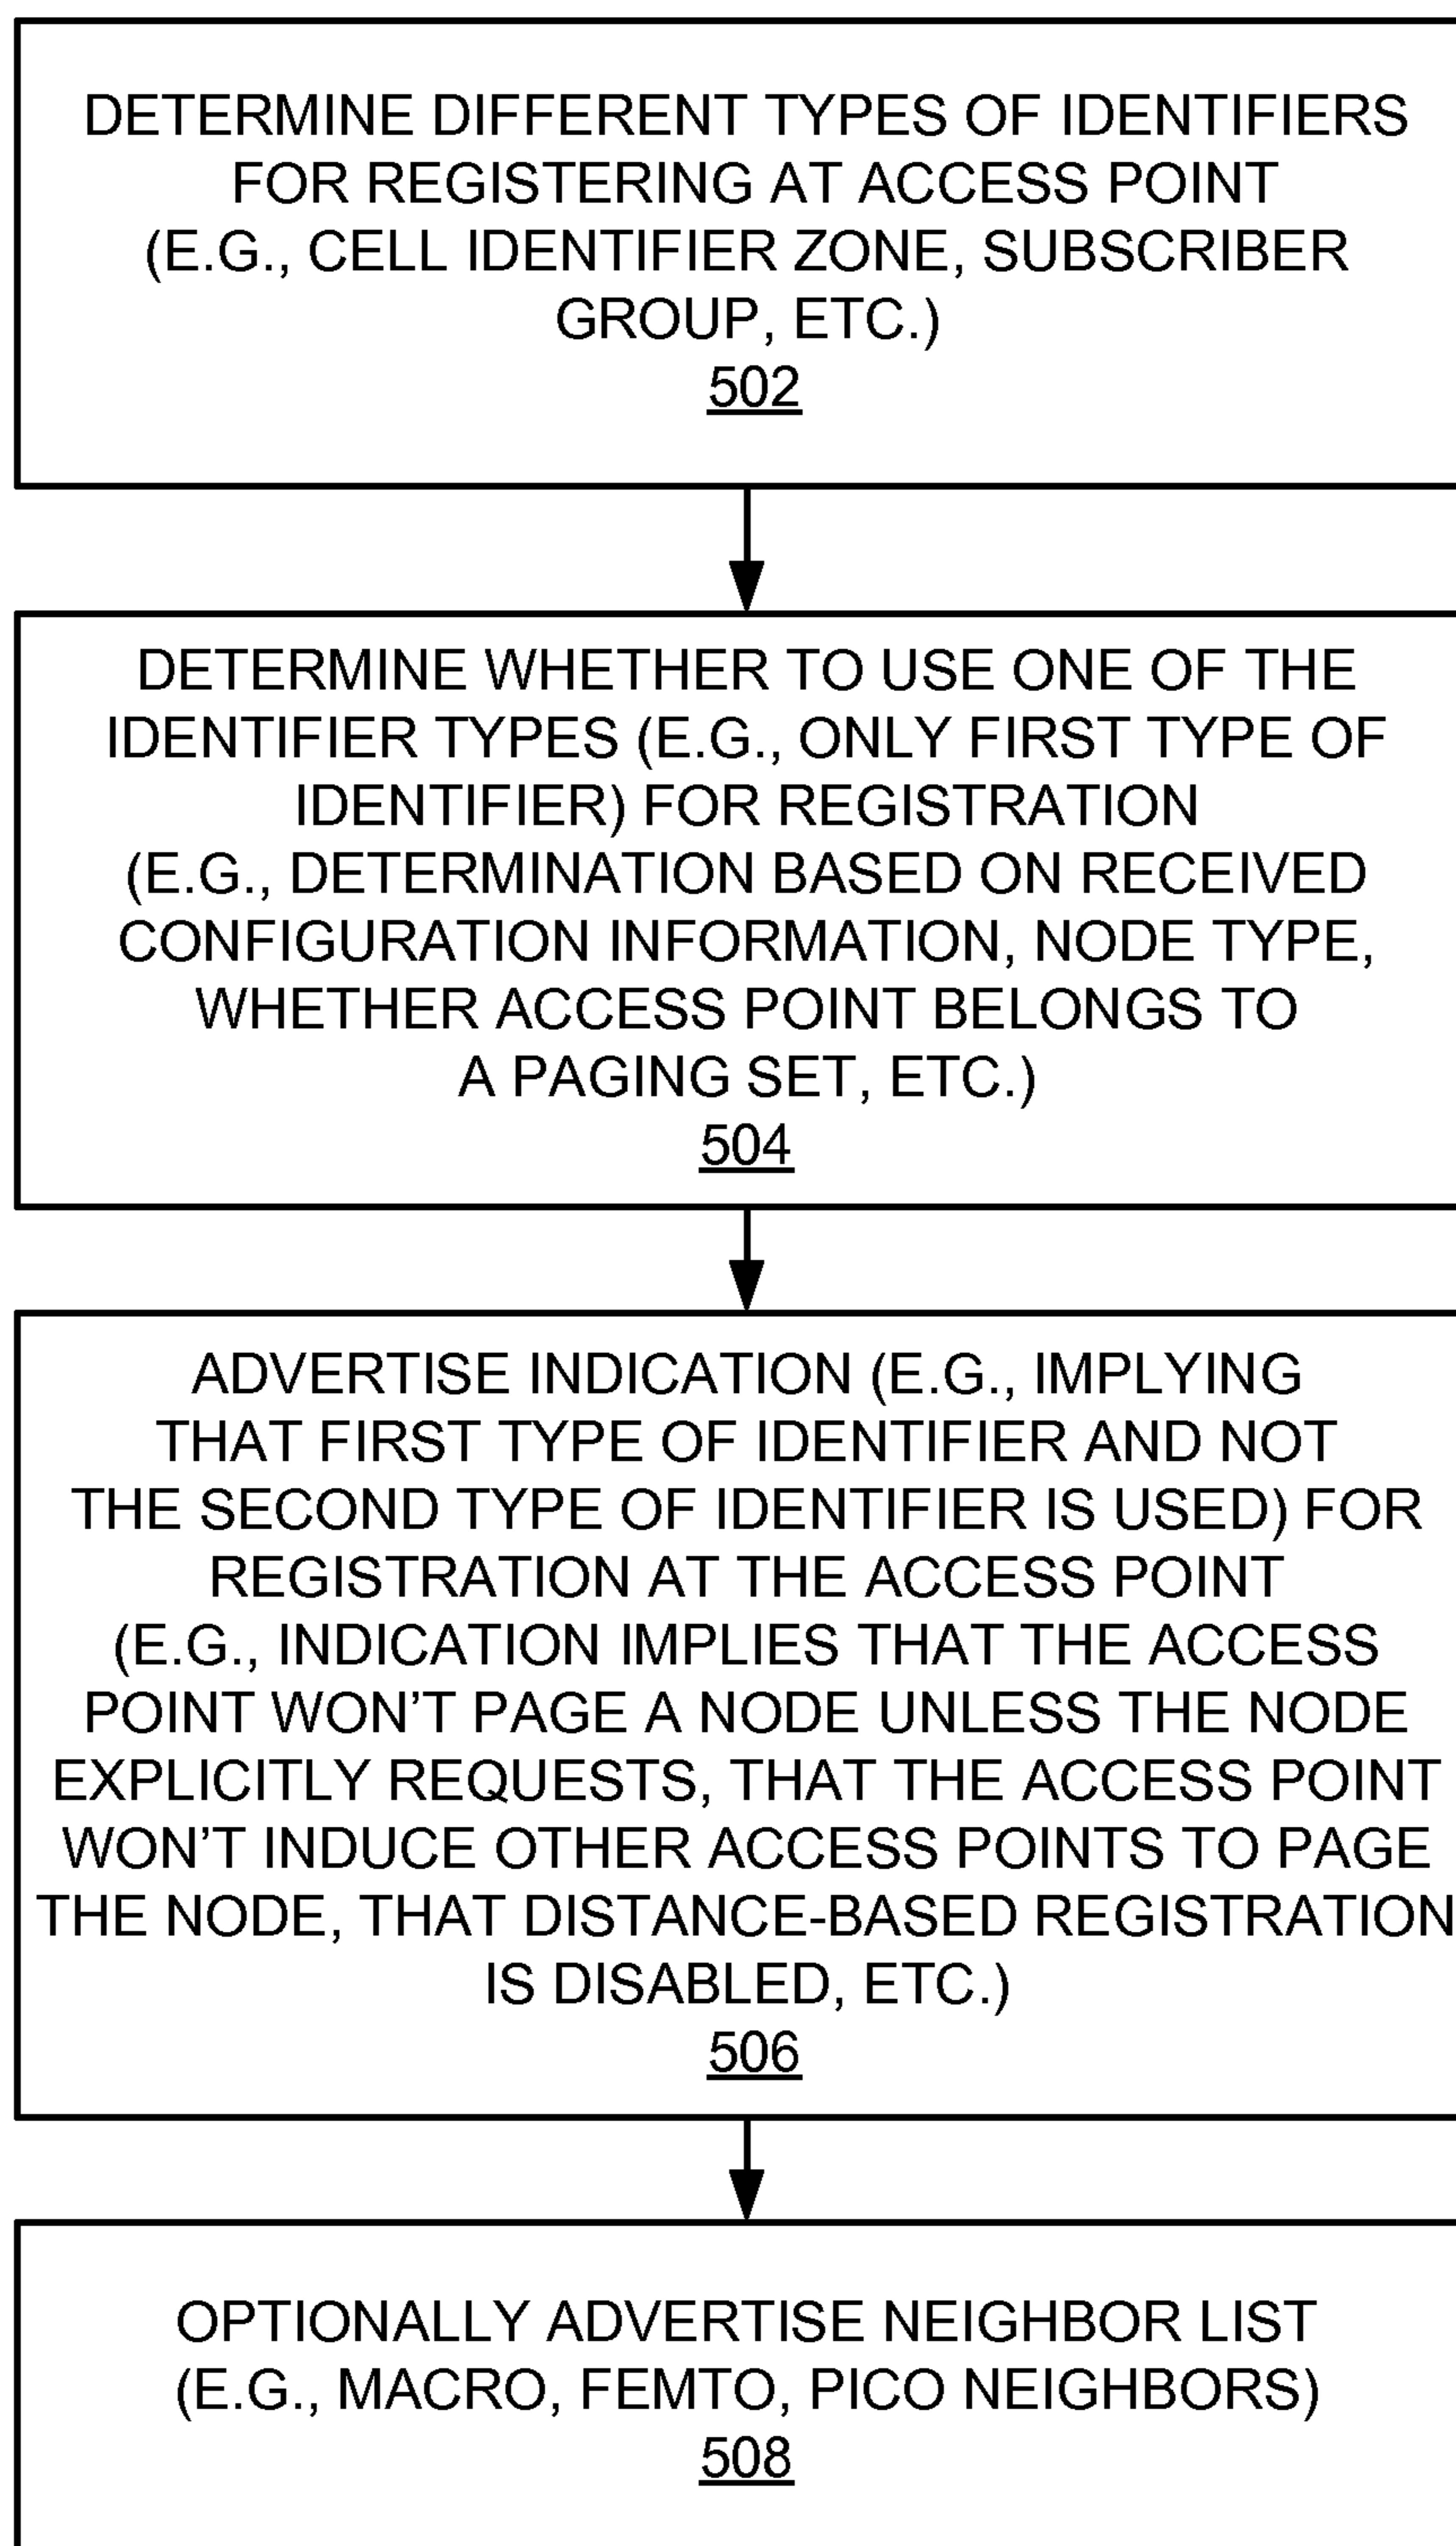 DETERMINE DIFFERENT TYPES OF IDENTIFIERS
FOR REGISTERING AT ACCESS POINT
(E.G., CELL IDENTIFIER ZONE, SUBSCRIBER
GROUP, ETC.)
502
DETERMINE WHETHER TO USE ONE OF THE
IDENTIFIER TYPES (E.G., ONLY FIRST TYPE OF
IDENTIFIER) FOR REGISTRATION
(E.G., DETERMINATION BASED ON RECEIVED
CONFIGURATION INFORMATION, NODE TYPE,
WHETHER ACCESS POINT BELONGS TO
A PAGING SET, ETC.)
504
ADVERTISE INDICATION (E.G., IMPLYING
THAT FIRST TYPE OF IDENTIFIER AND NOT
THE SECOND TYPE OF IDENTIFIER IS USED) FOR
REGISTRATION AT THE ACCESS POINT
(E.G., INDICATION IMPLIES THAT THE ACCESS
POINT WON'T PAGE A NODE UNLESS THE NODE
EXPLICITLY REQUESTS, THAT THE ACCESS POINT
WON'T INDUCE OTHER ACCESS POINTS TO PAGE
THE NODE, THAT DISTANCE-BASED REGISTRATION
IS DISABLED, ETC.)
506
OPTIONALLY ADVERTISE NEIGHBOR LIST
(E.G., MACRO, FEMTO, PICO NEIGHBORS)
508